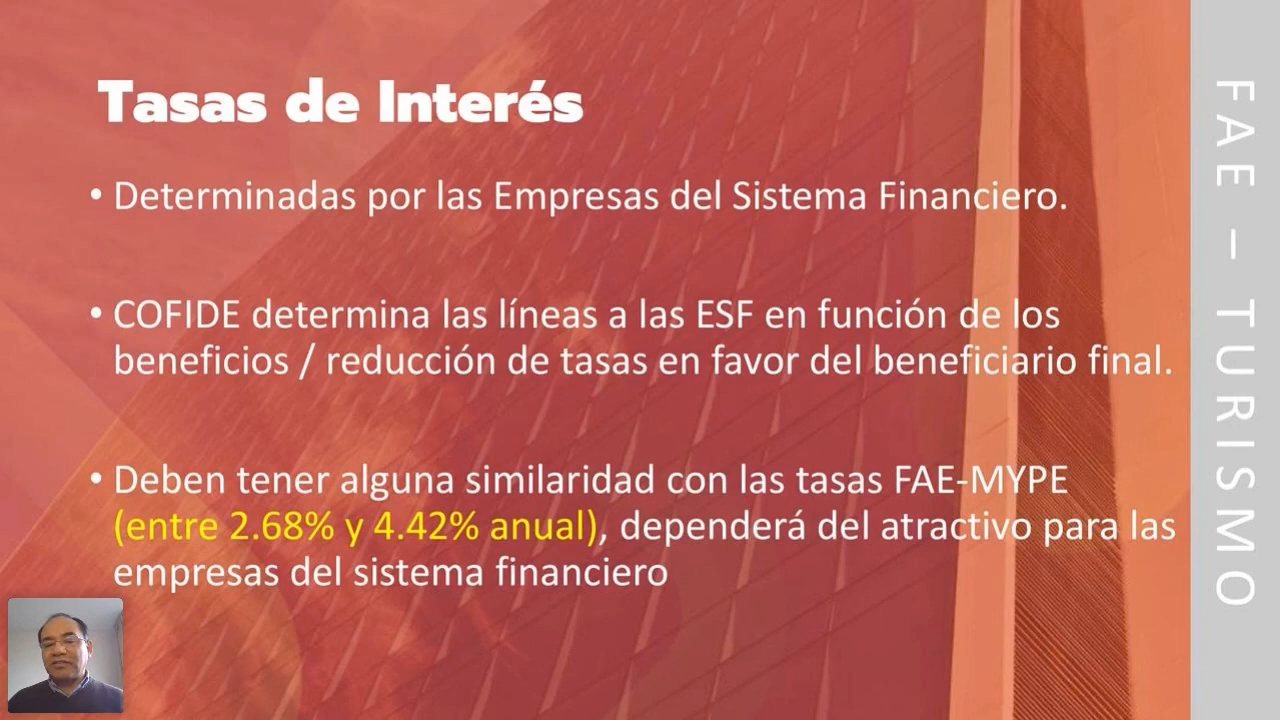 Tasas de Interés
• Determinadas por las Empresas del Sistema Financiero.
• COFIDE determina las líneas a las ESF en función de los
beneficios / reducción de tasas en favor del beneficiario final.
• Deben tener alguna similaridad con las tasas FAE-MYPE
(entre 2.68% y 4.42% anual), dependerá del atractivo para las
empresas del sistema financiero
FAE – TURISMO